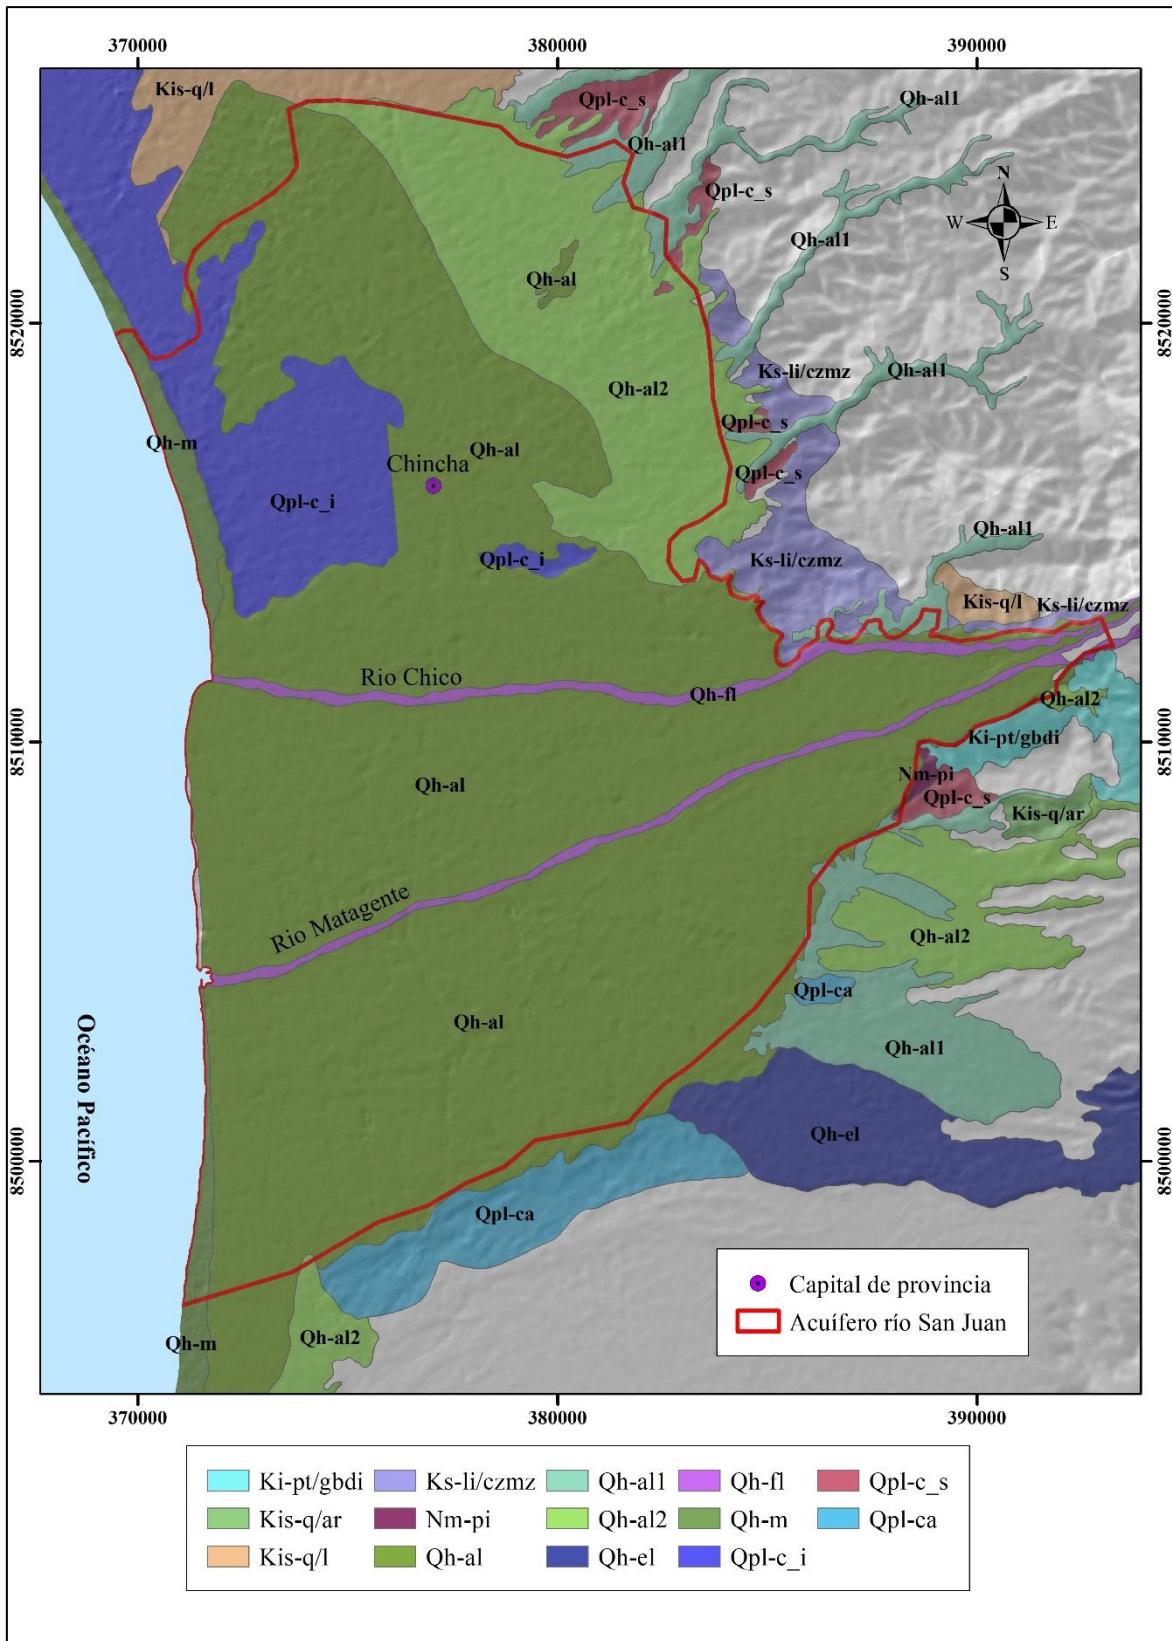 370000 380000 390000
Kis-q/l
Qpl-c_s
Qh-al1
Qh-al1
Qpl-c_s
N
W E
S
Qh-al1
Qh-al
8520000 8520000
Ks-li/czmz
Qh-al1
Qh-al2
Qpl-c_s
Qh-m
Qh-al
Chincha
Qpl-c_s
Qpl-c_i
Qh-al1
Qpl-c_i
Ks-li/czmz
Kis-q/l
Ks-li/czmz
Rio Chico
Qh-fl
Qh-al2
Ki-pt/gbdi
8510000 8510000
Nm-pi
Qpl-c_s
Qh-al
Kis-q/ar
Rio Matagente
Qh-al2
Qpl-ca
Qh-al
Qh-al1
Océano Pacífico
Qh-el
8500000 8500000
Qpl-ca
Capital de provincia
Acuífero río San Juan
Qh-al2
Qh-m
370000 380000 390000
Ki-pt/gbdi Ks-li/czmz Qh-al1 Qh-fl Qpl-c_s
Kis-q/ar Nm-pi Qh-al2 Qh-m Qpl-ca
Kis-q/l Qh-al Qh-el Qpl-c_i